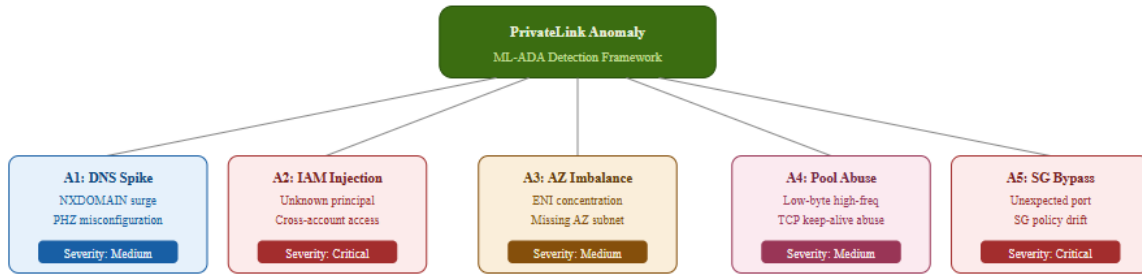 PrivateLink Anomaly
ML-ADA Detection Framework
A1: DNS Spike
NXDOMAIN surge
PHZ misconfiguration
Severity: Medium
A2: IAM Injection
Unknown principal
Cross-account access
Severity: Critical
A3: AZ Imbalance
ENI concentration
Missing AZ subnet
Severity: Medium
A4: Pool Abuse
Low-byte high-freq
TCP keep-alive abuse
Severity: Medium
A5: SG Bypass
Unexpected port
SG policy drift
Severity: Critical